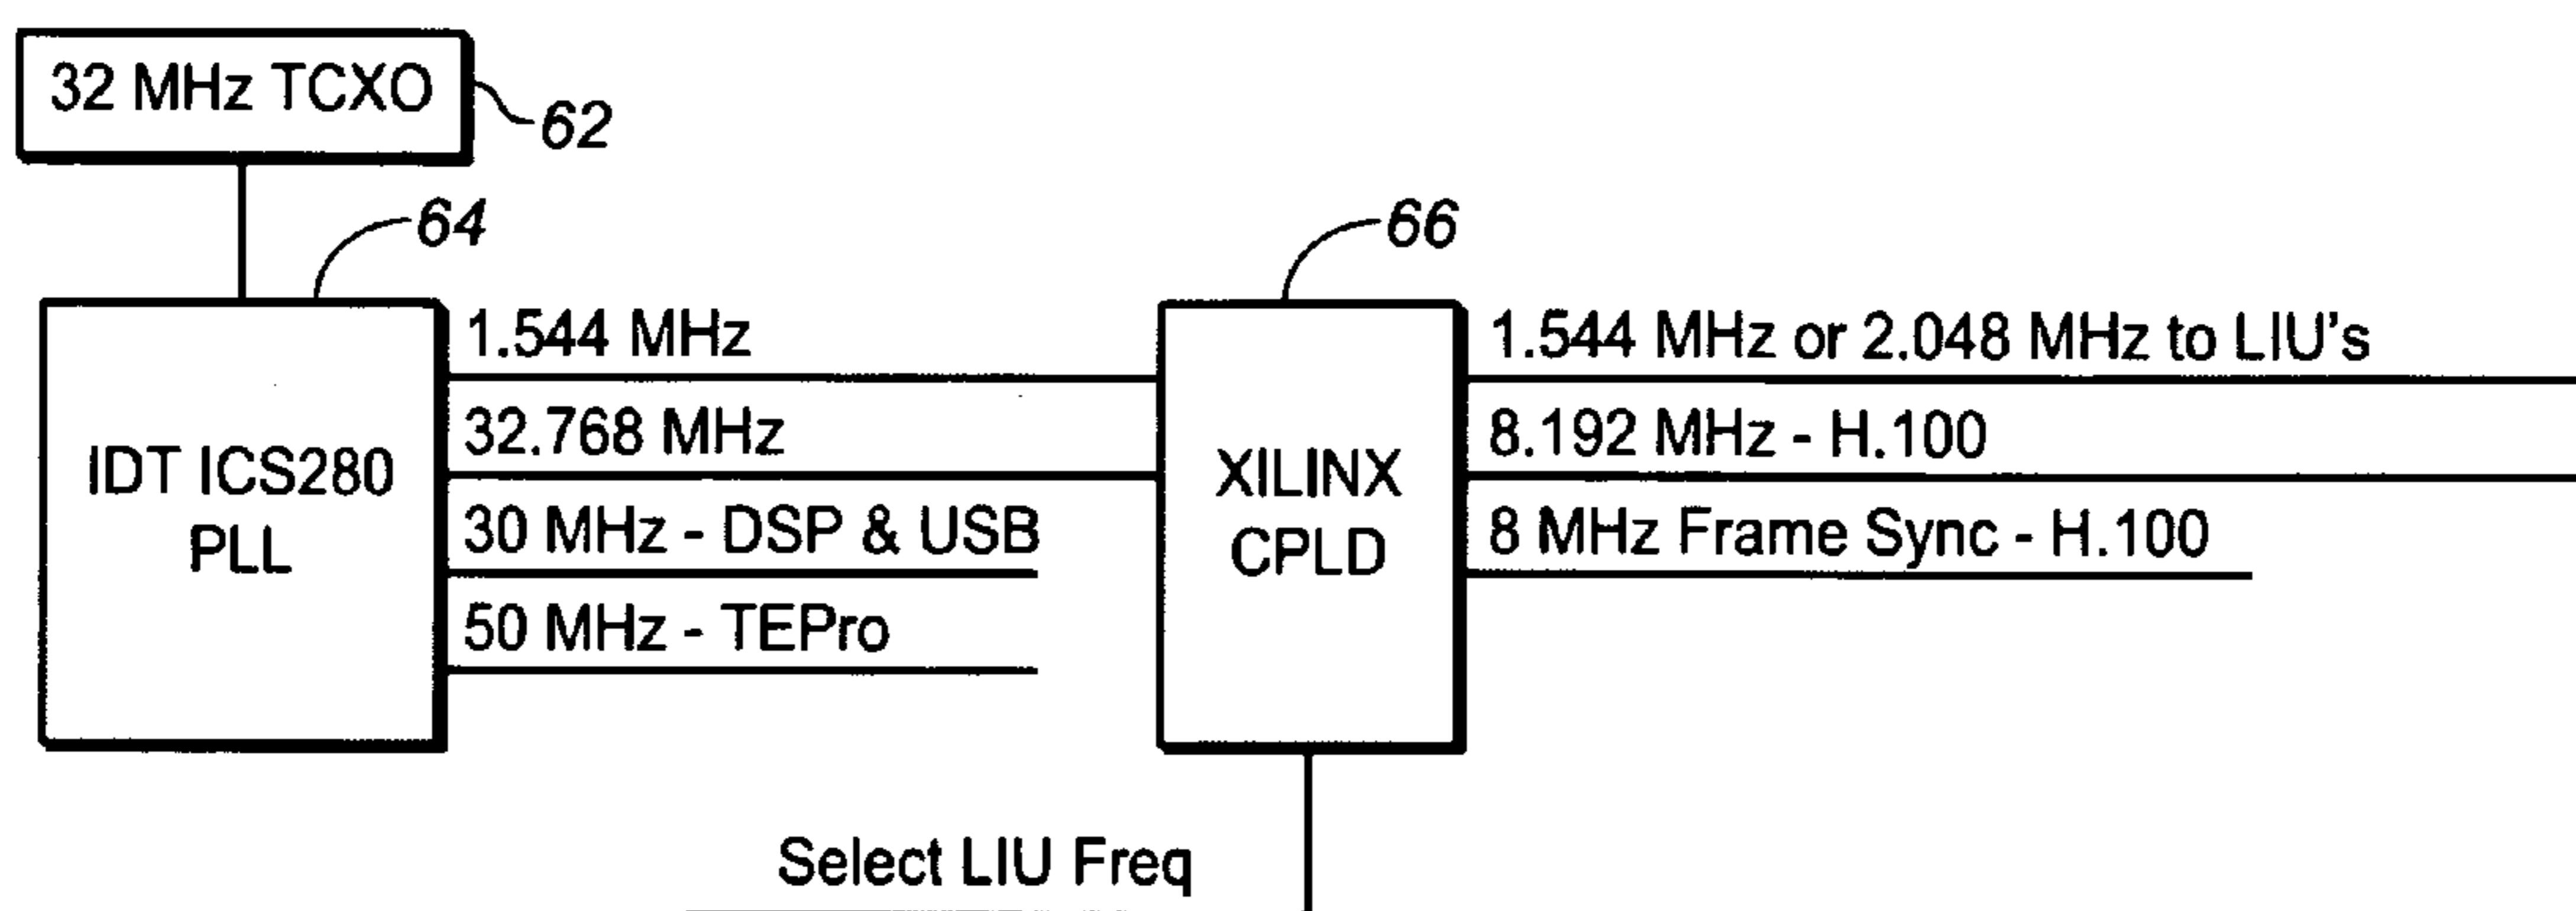 32 MHz TCXO
62
64
66
1.544 MHz
1.544 MHz or 2.048 MHz to LIU's
32.768 MHz
8.192 MHz - H.100
IDT ICS280
PLL
XILINX
CPLD
30 MHz - DSP & USB
8 MHz Frame Sync - H.100
50 MHz - TEPro
Select LIU Freq